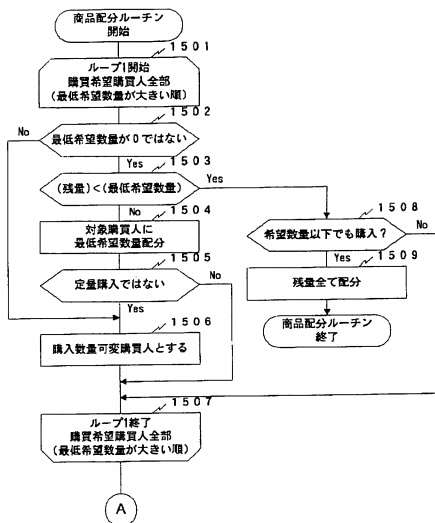 商品配分ルーチン
開始
1501
ループ1開始
購買希望購買人全部
(最低希望数量が大きい順)
1502
最低希望数量が0ではない
No
Yes
1503
(残量)<(最低希望数量)
Yes
No
1504
対象購買人に
最低希望数量配分
1505
定量購入ではない
No
Yes
1506
購入数量可変購買人とする
1507
ループ1終了
購買希望購買人全部
(最低希望数量が大きい順)
A
1508
希望数量以下でも購入?
No
Yes
1509
残量全て配分
商品配分ルーチン
終了